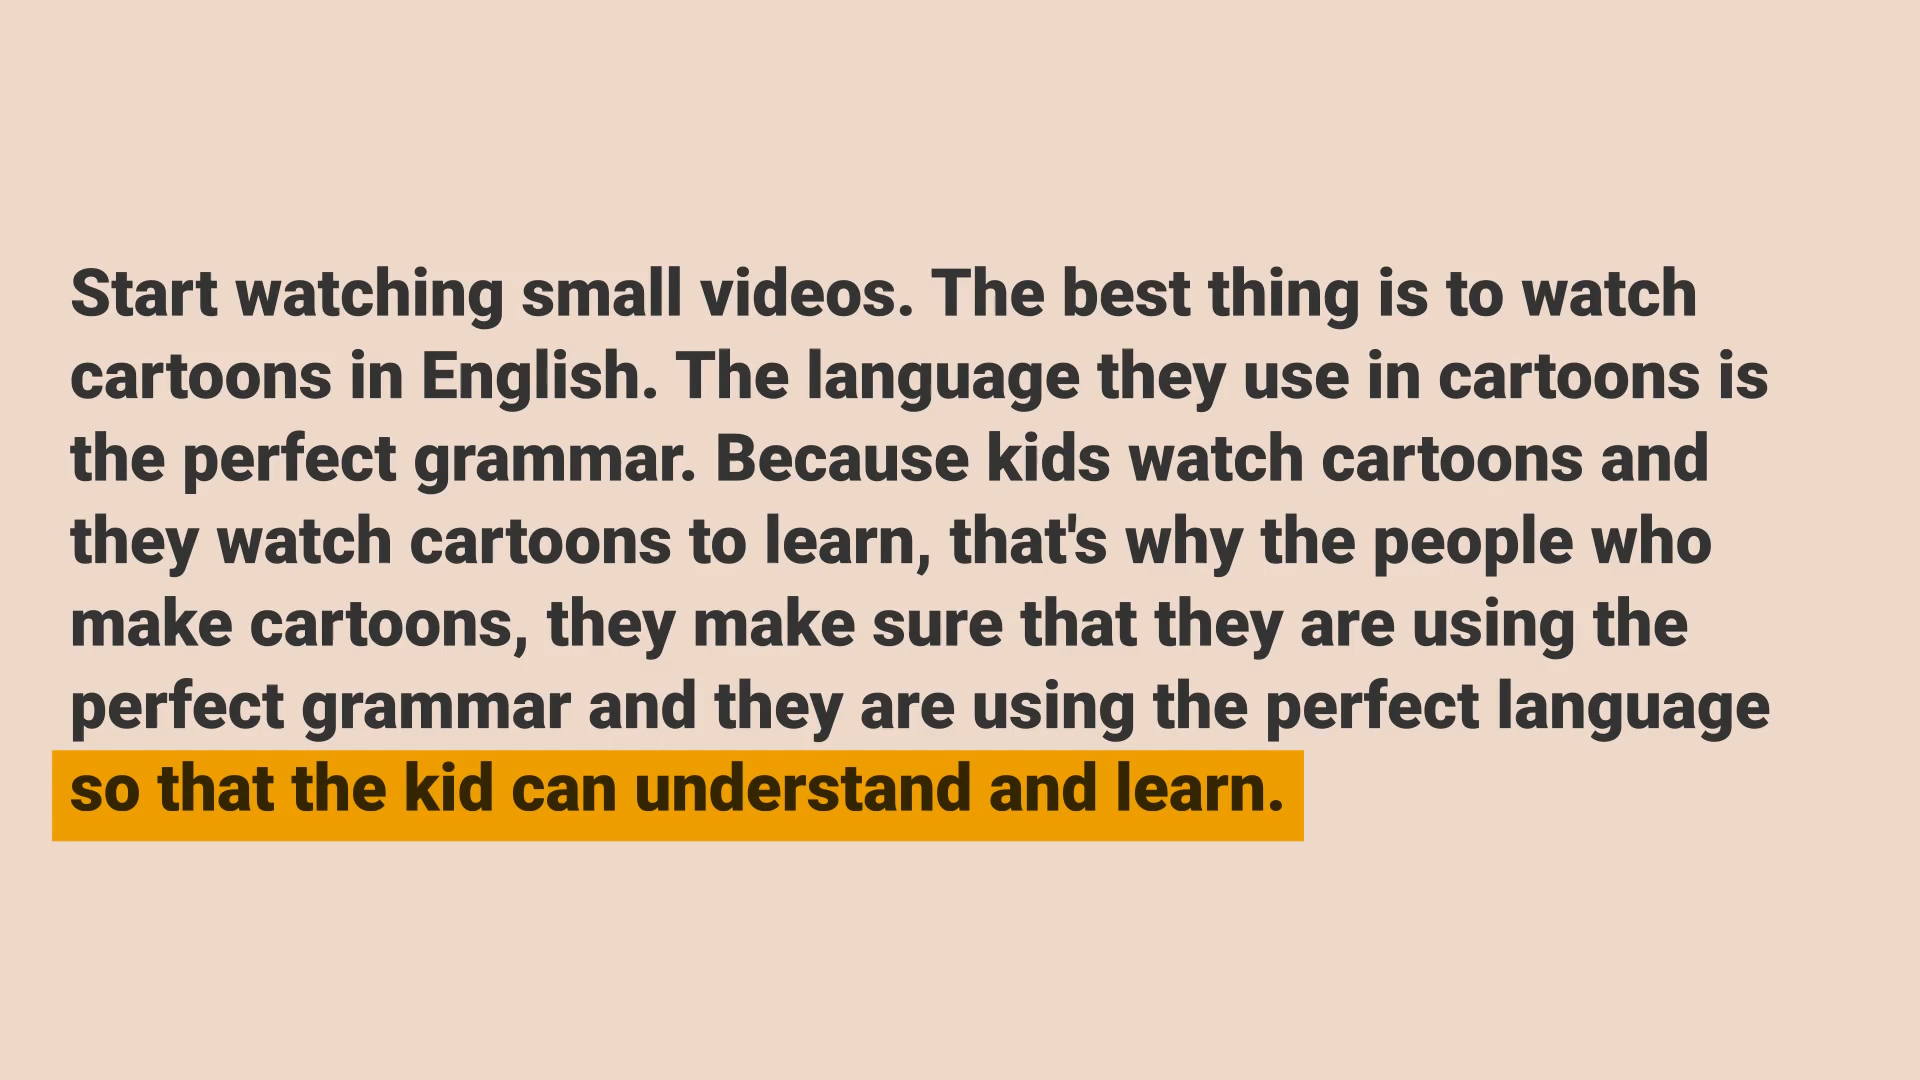 Start watching small videos. The best thing is to watch
cartoons in English. The language they use in cartoons is
the perfect grammar. Because kids watch cartoons and
they watch cartoons to learn, that's why the people who
make cartoons, they make sure that they are using the
perfect grammar and they are using the perfect language
so that the kid can understand and learn.